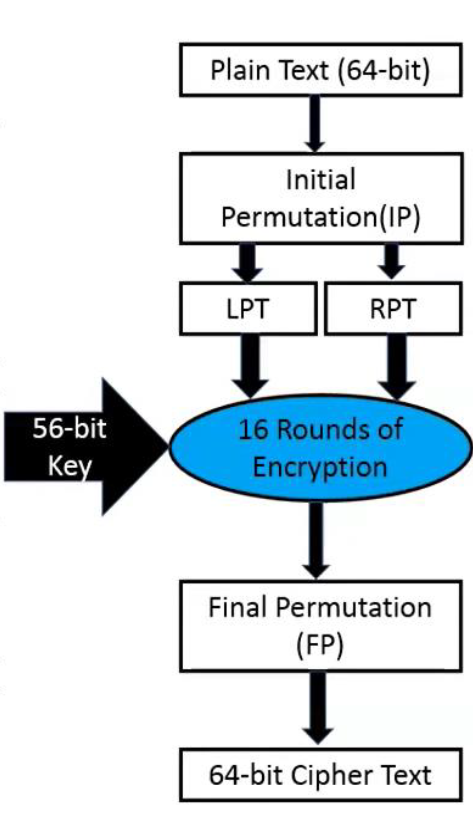 Plain Text (64-bit)
Initial
Permutation(IP)
LPT
RPT
56-bit
Key
16 Rounds of
Encryption
Final Permutation
(FP)
64-bit Cipher Text